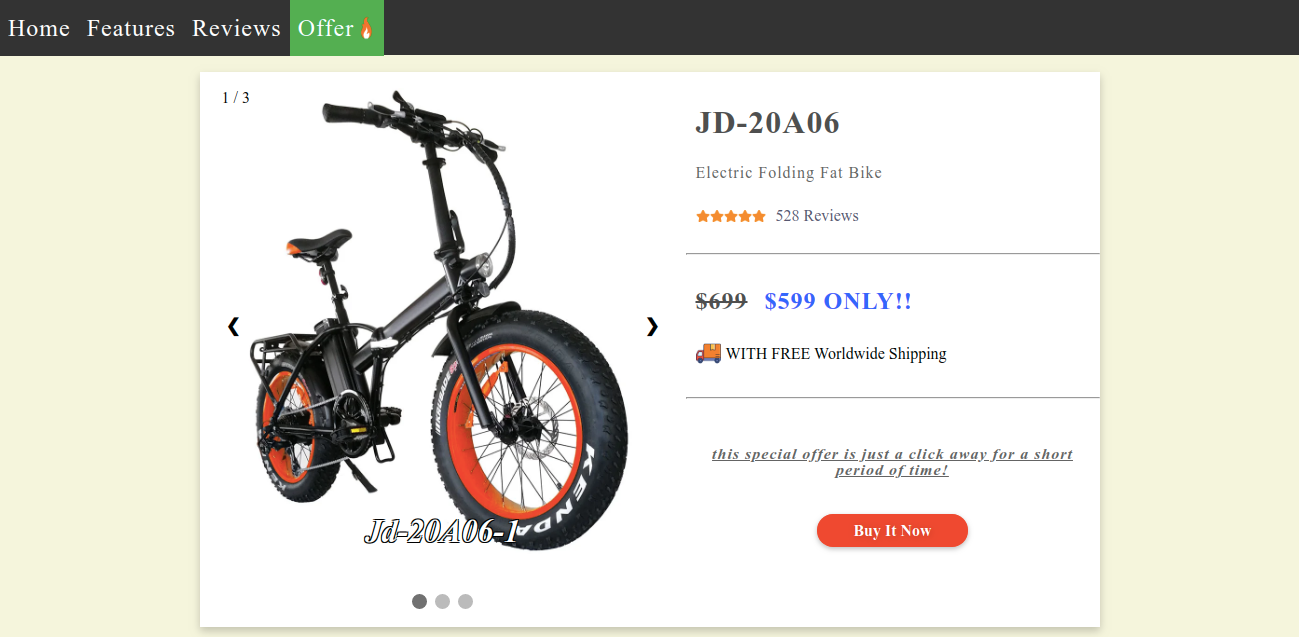 Home Features Reviews Offer🔥
1 / 3
JD-20A06
Electric Folding Fat Bike
528 Reviews
$699 $599 ONLY!!
WITH FREE Worldwide Shipping
❮ ❯
KENDA
Jd-20A06-1
this special offer is just a click away for a short
period of time!
Buy It Now